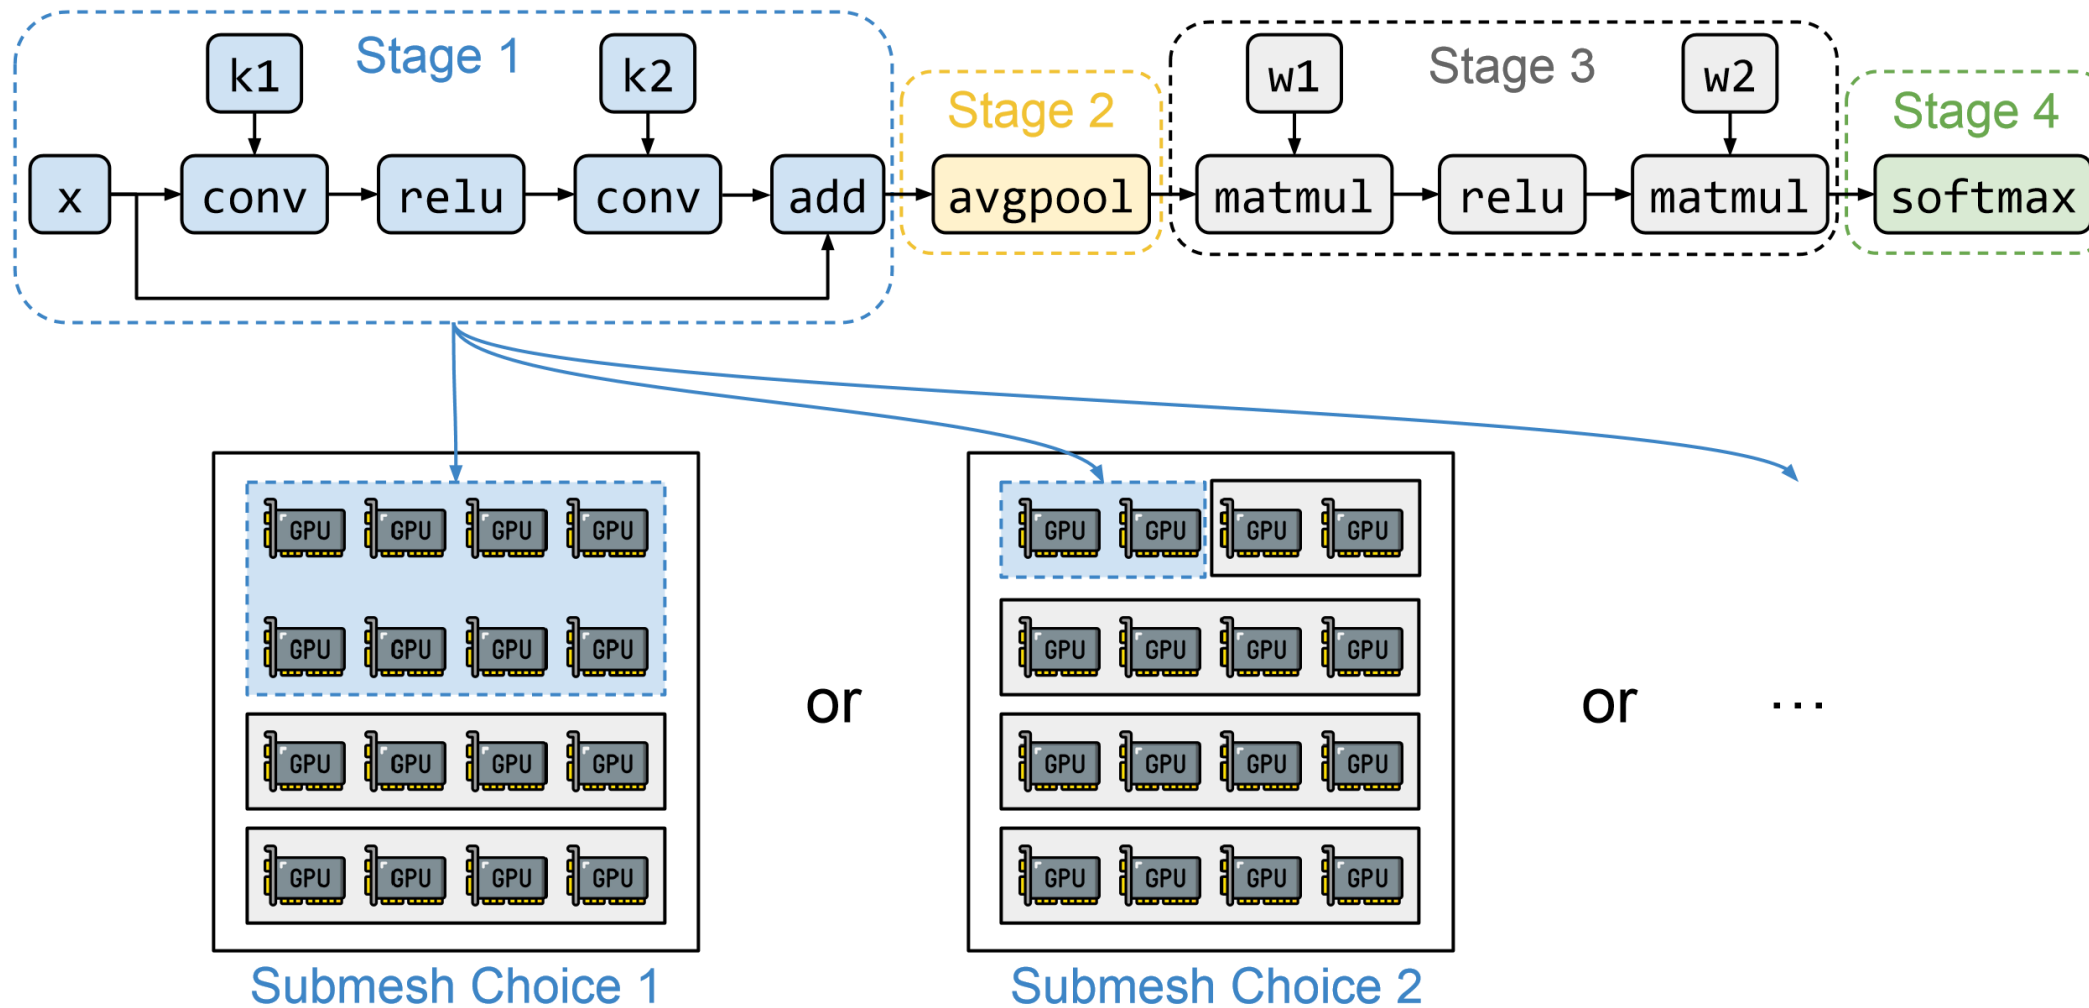 Stage 1
k1
k2
x
conv
relu
conv
add
Stage 2
avgpool
Stage 3
w1
w2
matmul
relu
matmul
Stage 4
softmax
GPU GPU GPU GPU
GPU GPU GPU GPU
GPU GPU GPU GPU
GPU GPU GPU GPU
Submesh Choice 1
or
GPU GPU GPU GPU
GPU GPU GPU GPU
GPU GPU GPU GPU
GPU GPU GPU GPU
Submesh Choice 2
or
...